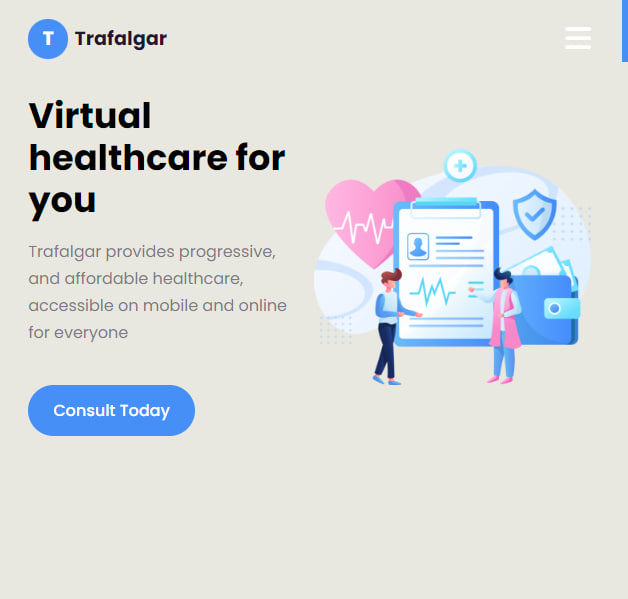 T Trafalgar
Virtual
healthcare for
you
Trafalgar provides progressive,
and affordable healthcare,
accessible on mobile and online
for everyone
Consult Today